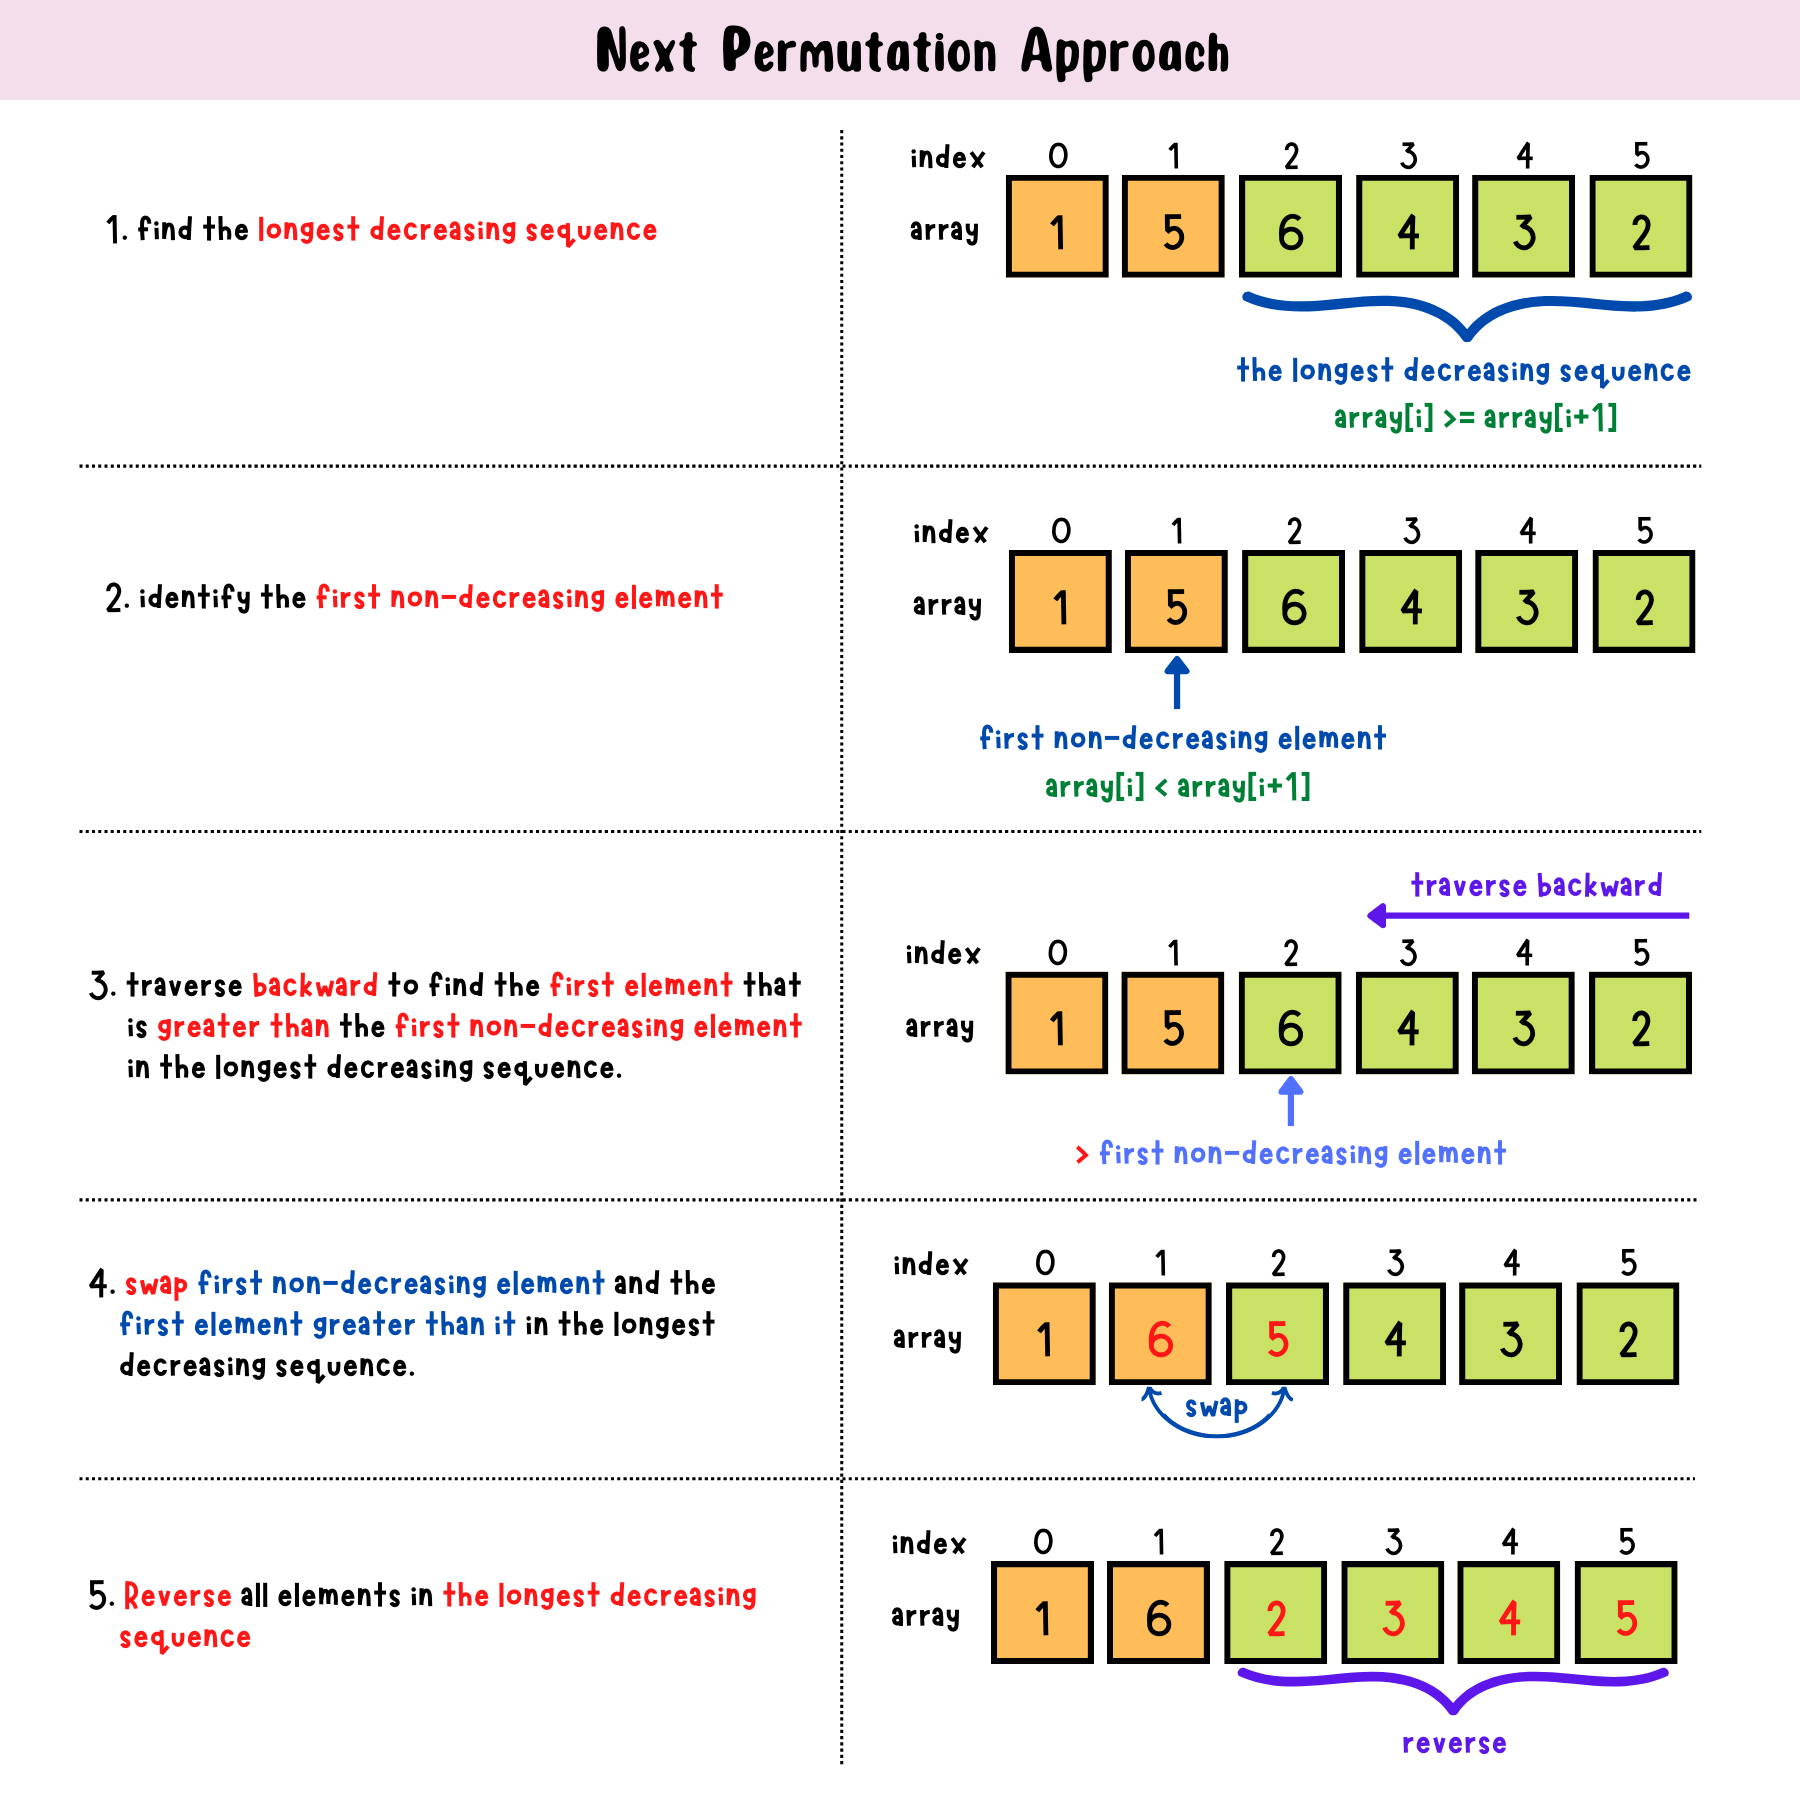 Next Permutation Approach
1. find the longest decreasing sequence
index 0 1 2 3 4 5
array 1 5 6 4 3 2
the longest decreasing sequence
array[i] >= array[i+1]
2. identify the first non-decreasing element
index 0 1 2 3 4 5
array 1 5 6 4 3 2
first non-decreasing element
array[i] < array[i+1]
3. traverse backward to find the first element that
is greater than the first non-decreasing element
in the longest decreasing sequence.
traverse backward
index 0 1 2 3 4 5
array 1 5 6 4 3 2
> first non-decreasing element
4. swap first non-decreasing element and the
first element greater than it in the longest
decreasing sequence.
index 0 1 2 3 4 5
array 1 6 5 4 3 2
swap
5. Reverse all elements in the longest decreasing
sequence
index 0 1 2 3 4 5
array 1 6 2 3 4 5
reverse